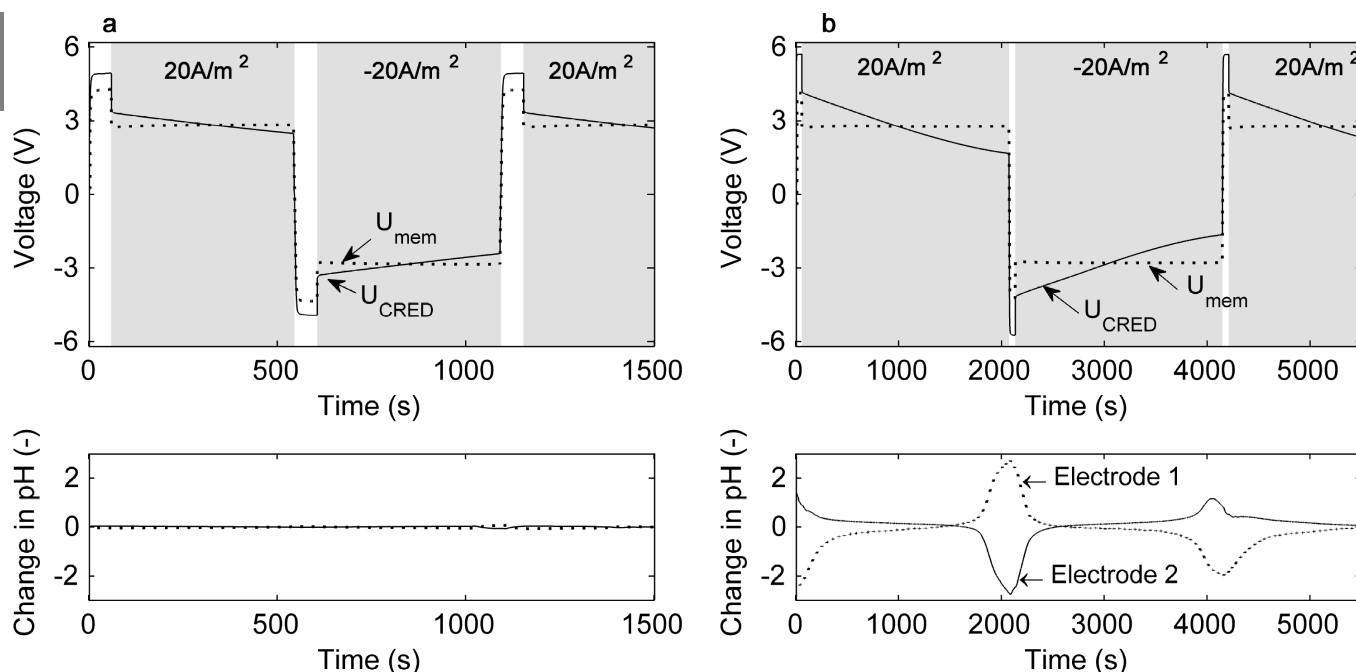 a
6
3
0
-3
-6
Voltage (V)
20A/m 2
-20A/m 2
20A/m 2
U mem
U CRED
0
500
1000
1500
Time (s)
b
6
3
0
-3
-6
Voltage (V)
20A/m 2
-20A/m 2
20A/m 2
U CRED
U mem
0
1000
2000
3000
4000
5000
Time (s)
2
0
-2
Change in pH (-)
0
500
1000
1500
Time (s)
2
0
-2
Change in pH (-)
Electrode 1
Electrode 2
0
1000
2000
3000
4000
5000
Time (s)